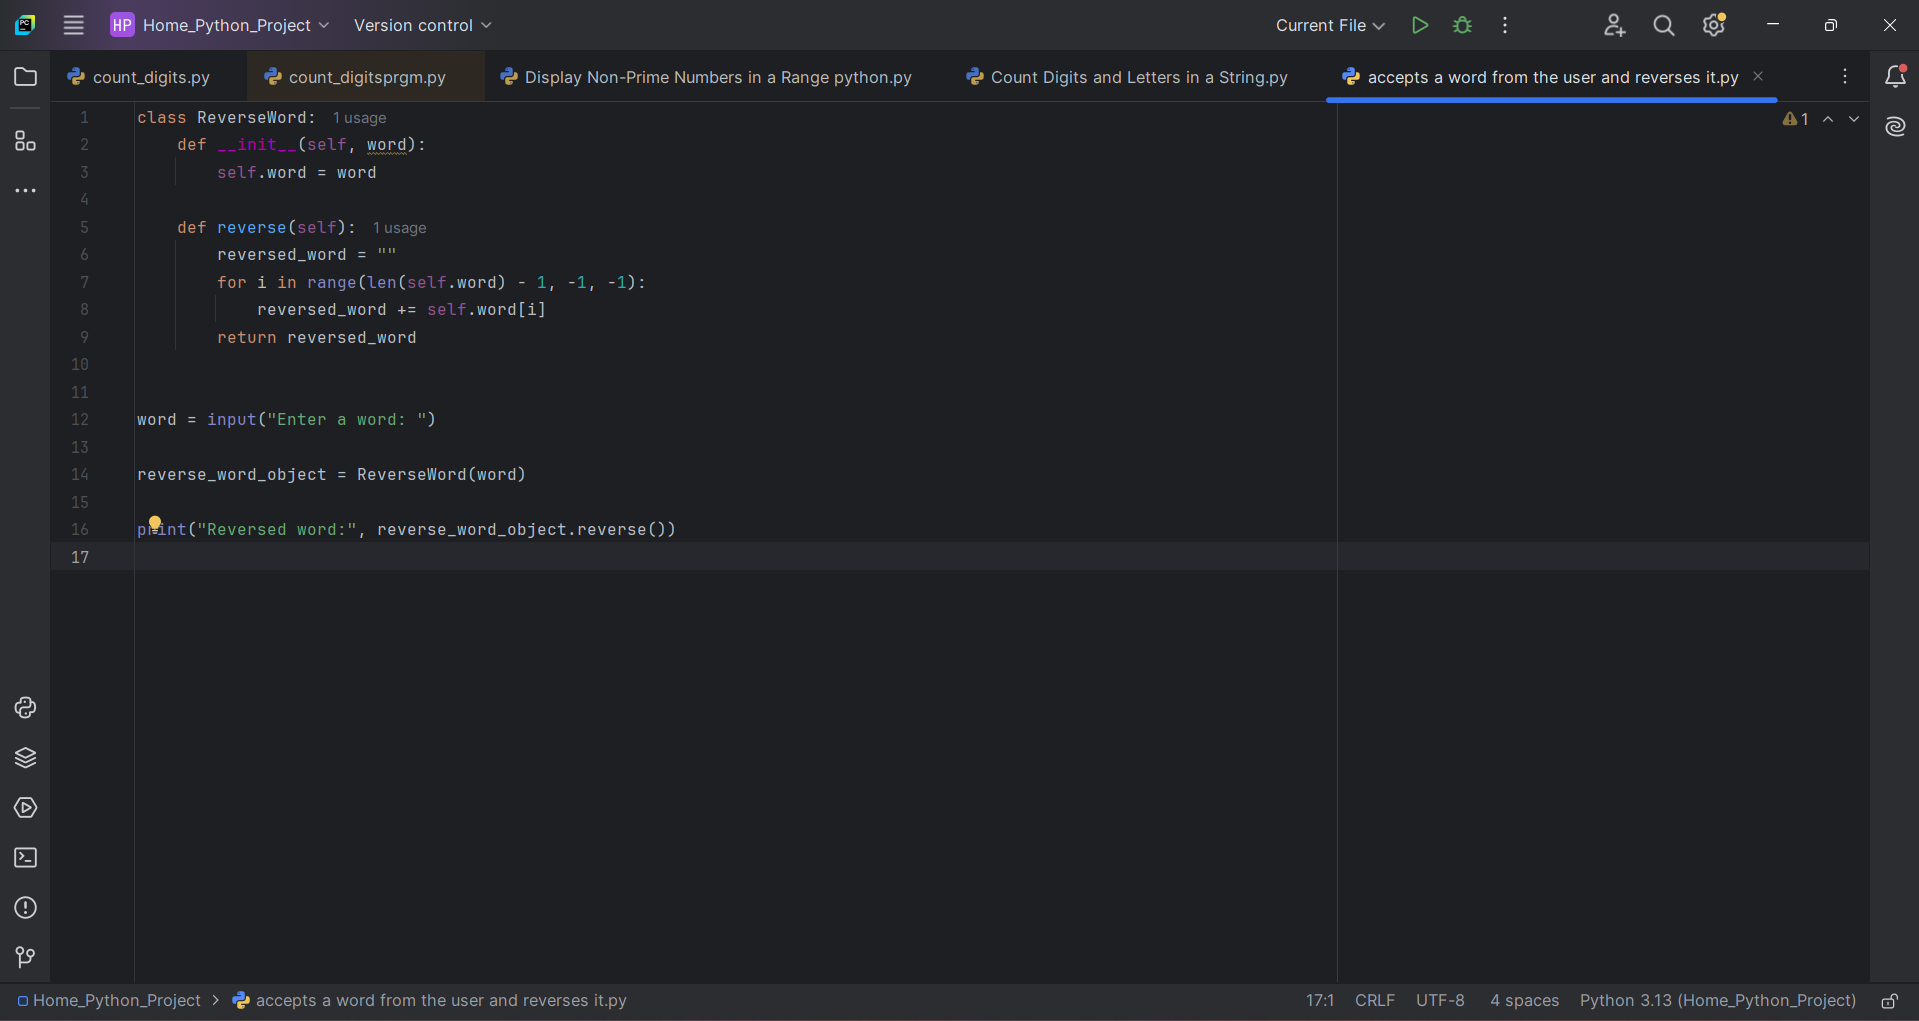 PC
HP Home_Python_Project Version control Current File
count_digits.py count_digitsprgm.py Display Non-Prime Numbers in a Range python.py Count Digits and Letters in a String.py accepts a word from the user and reverses it.py
1 class ReverseWord: 1 usage
2     def __init__(self, word):
3         self.word = word
4
5     def reverse(self): 1 usage
6         reversed_word = ""
7         for i in range(len(self.word) - 1, -1, -1):
8             reversed_word += self.word[i]
9         return reversed_word
10
11
12 word = input("Enter a word: ")
13
14 reverse_word_object = ReverseWord(word)
15
16 print("Reversed word:", reverse_word_object.reverse())
17
1
Home_Python_Project > accepts a word from the user and reverses it.py 17:1 CRLF UTF-8 4 spaces Python 3.13 (Home_Python_Project)